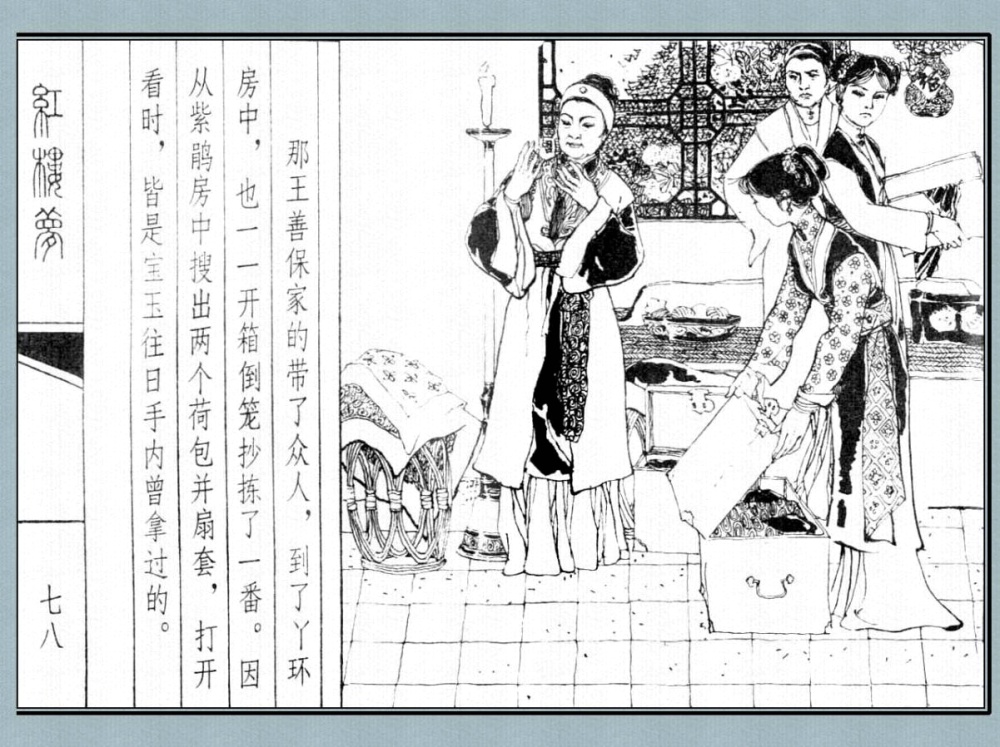 那王善保家的带了众人，到了丫环
房中，也一一开箱倒笼抄拣了一番。因
从紫鹃房中搜出两个荷包并扇套，打开
看时，皆是宝玉往日手内曾拿过的。
紅樓夢
七八